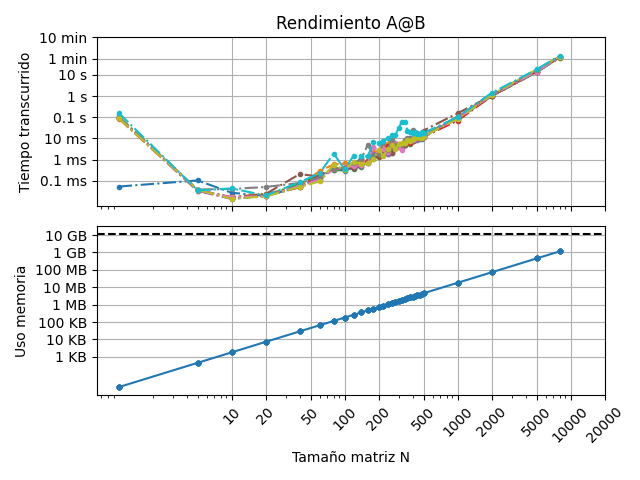 Rendimiento A@B
Tiempo transcurrido
10 min
1 min
10 s
1 s
0.1 s
10 ms
1 ms
0.1 ms
Uso memoria
10 GB
1 GB
100 MB
10 MB
1 MB
100 KB
10 KB
1 KB
10
20
50
100
200
500
1000
2000
5000
10000
20000
Tamaño matriz N